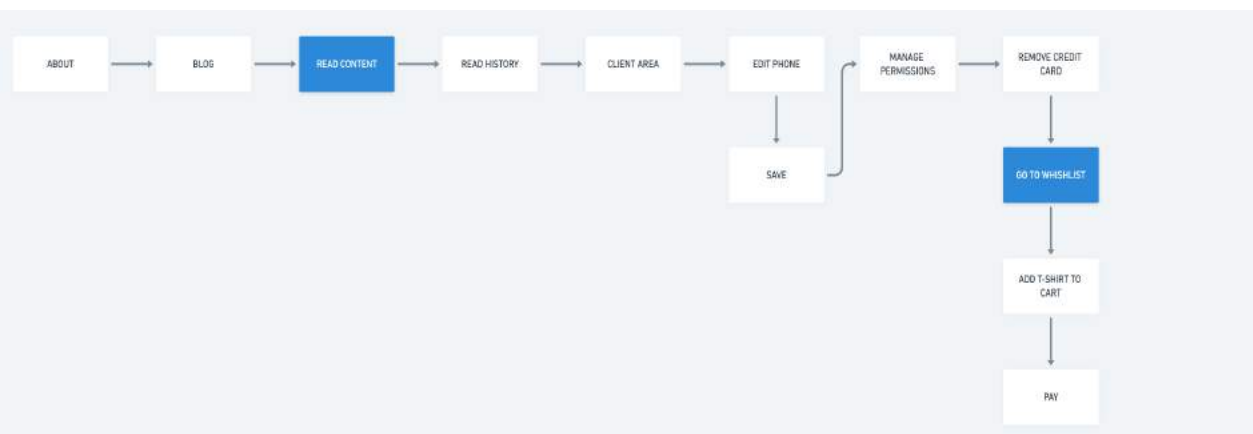 ABOUT
BLOG
READ CONTENT
READ HISTORY
CLIENT AREA
EDIT PHONE
MANAGE
PERMISSIONS
REMOVE CREDIT
CARD
SAVE
GO TO WHISHLIST
ADD T-SHIRT TO
CART
PAY